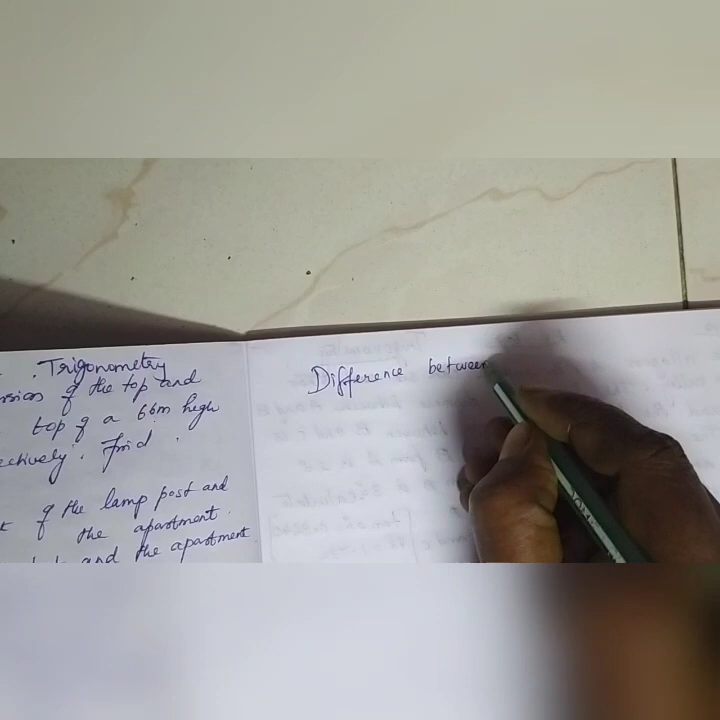 Trigonometry
of the top and
top of a 66m high
ectively. Find
of the lamp post and
the apartment.
and the apartment
Difference between